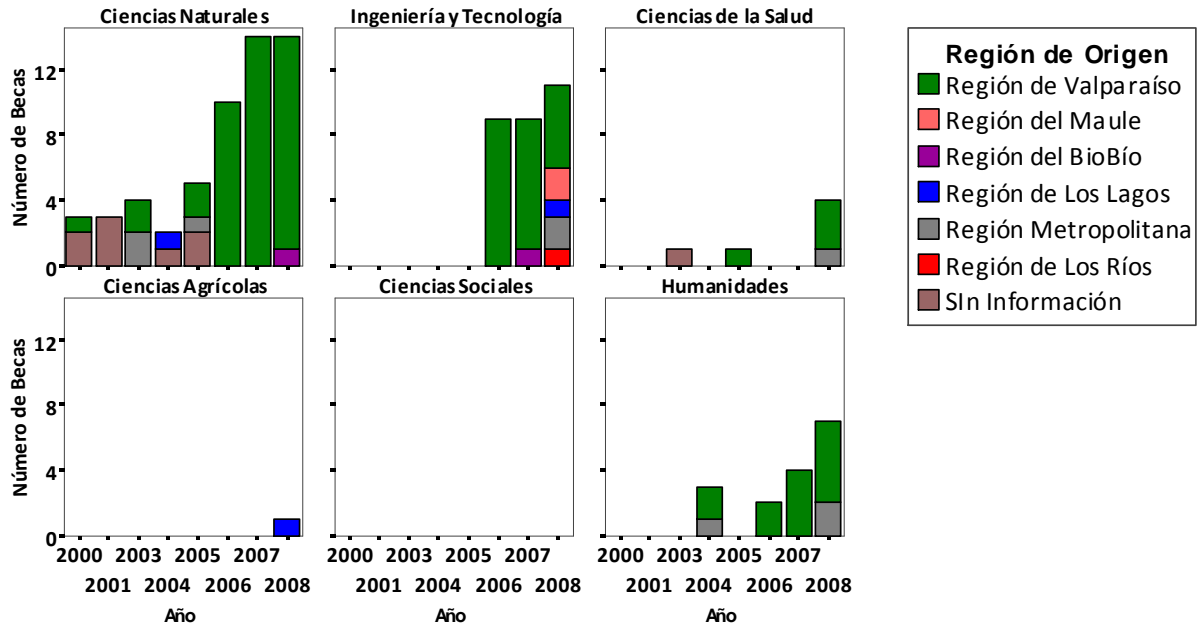 Ciencias Naturales
Ingeniería y Tecnología
Ciencias de la Salud
Número de Becas
12
8
4
0
Ciencias Agrícolas
Ciencias Sociales
Humanidades
Número de Becas
12
8
4
0
2000 2003 2005 2007
2001 2004 2006 2008
Año
2000 2003 2005 2007
2001 2004 2006 2008
Año
2000 2003 2005 2007
2001 2004 2006 2008
Año
Región de Origen
Región de Valparaíso
Región del Maule
Región del BioBío
Región de Los Lagos
Región Metropolitana
Región de Los Ríos
SIn Información